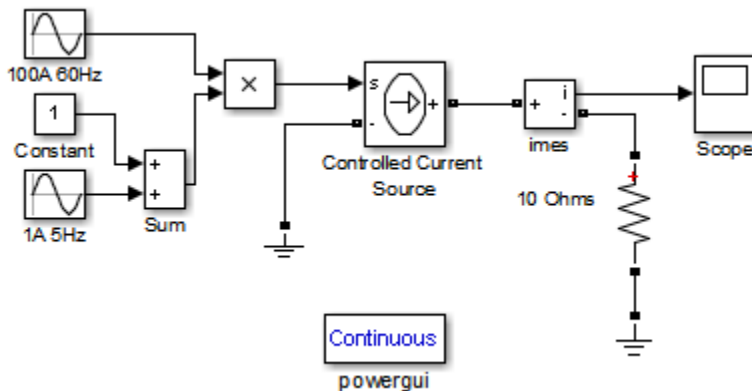 100A 60Hz
1
Constant
1A 5Hz
+
+
Sum
×
s
-
+
Controlled Current
Source
+
i
-
imes
Scope
+
10 Ohms
Continuous
powergui